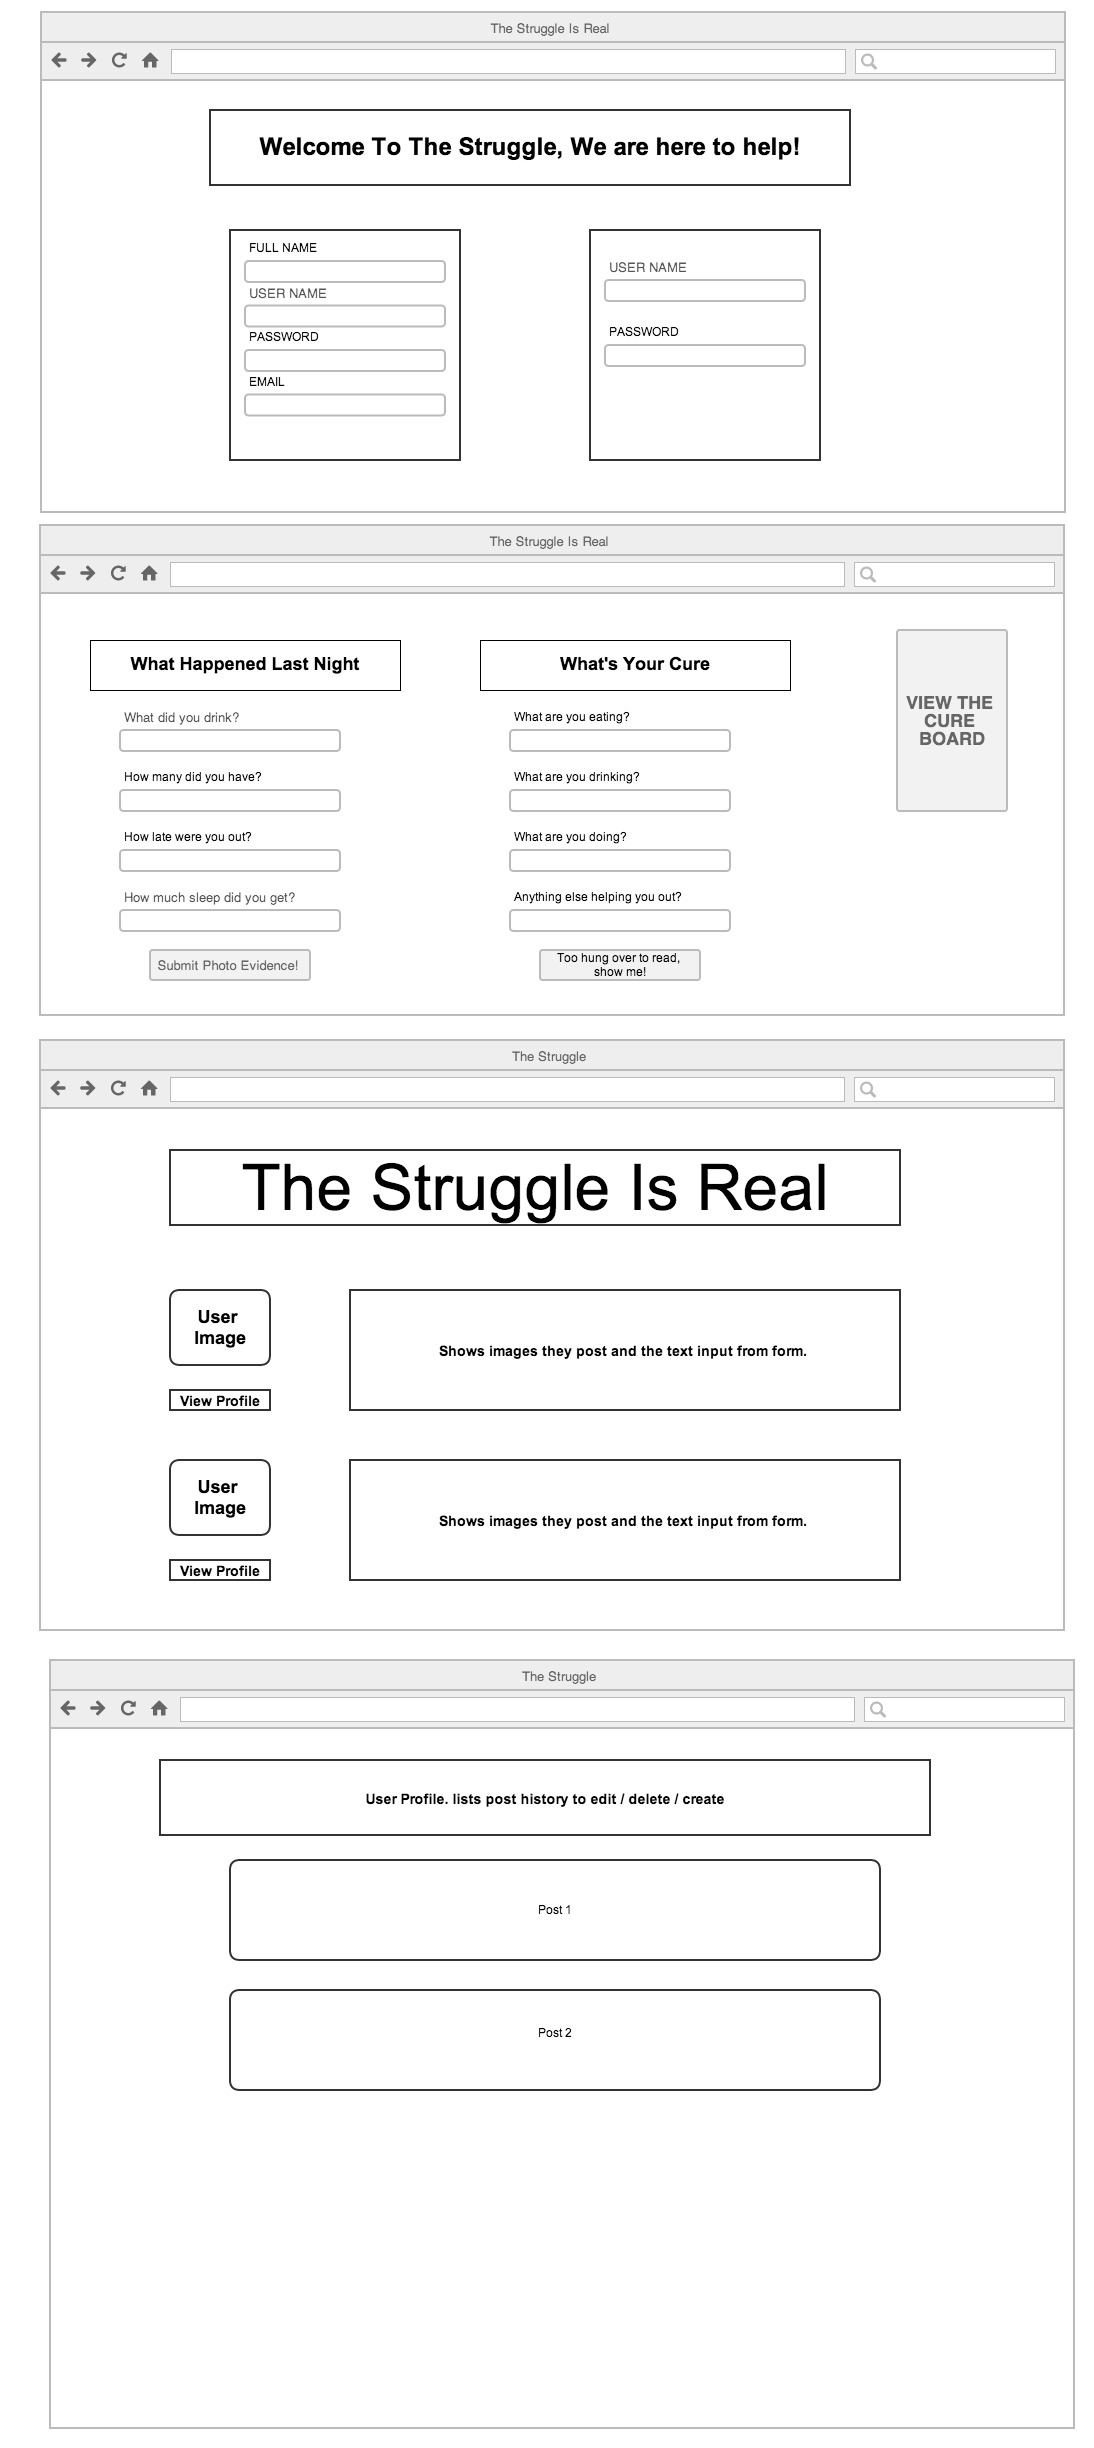 The Struggle Is Real
Welcome To The Struggle, We are here to help!
FULL NAME
USER NAME
PASSWORD
EMAIL
USER NAME
PASSWORD
The Struggle Is Real
What Happened Last Night
What did you drink?
How many did you have?
How late were you out?
How much sleep did you get?
Submit Photo Evidence!
What's Your Cure
What are you eating?
What are you drinking?
What are you doing?
Anything else helping you out?
Too hung over to read,
show me!
VIEW THE
CURE
BOARD
The Struggle
The Struggle Is Real
User
Image
View Profile
Shows images they post and the text input from form.
User
Image
View Profile
Shows images they post and the text input from form.
The Struggle
User Profile. lists post history to edit / delete / create
Post 1
Post 2